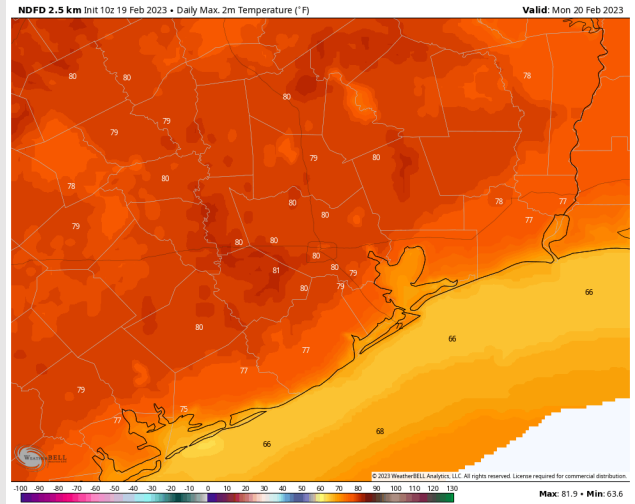 NDFD 2.5 km Init 10z 19 Feb 2023 • Daily Max. 2m Temperature (°F)
Valid: Mon 20 Feb 2023
80 80 80 78
79 79
79 80
78 80
79 80 80 78 77
77
80 80 80
81 80 79
80 79
66
80 72
77 66
77
79
75
77
66 68
WeatherBELL
© 2023 WeatherBELL Analytics, LLC. All rights reserved. License required for commercial distribution.
-100 -90 -80 -70 -60 -50 -40 -30 -20 -10 0 10 20 30 40 50 60 70 80 90 100 110 120 130
Max: 81.9 • Min: 63.6